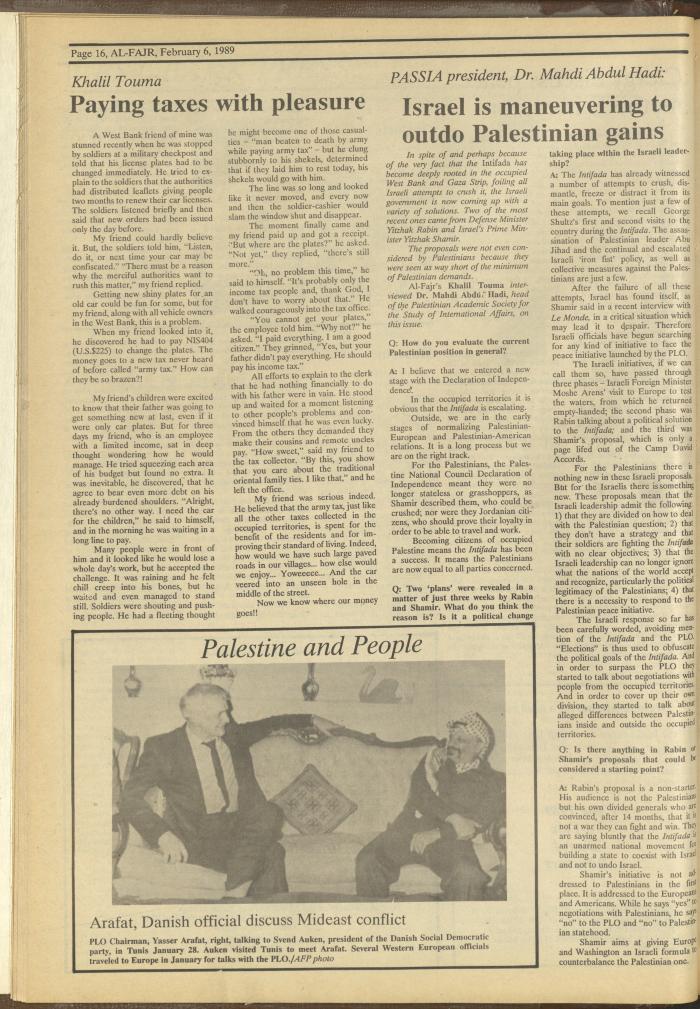 Page 16, AL-FAJR, February 6, 1989
Khalil Touma
Paying taxes with pleasure
A West Bank friend of mine was
stunned recently when he was stopped
by soldiers at a military checkpost and
told that his license plates had to be
changed immediately. He tried to ex-
plain to the soldiers that the authorities
had distributed leaflets giving people
two months to renew their car licenses.
The soldiers listened briefly and then
said that new orders had been issued
only the day before.
My friend could hardly believe
it. But, the soldiers told him, "Listen,
do it, or next time your car may be
confiscated." "There must be a reason
why the merciful authorities want to
rush this matter," my friend replied.
Getting new shiny plates for, an
old car could be fun for some, but for
my friend, along with all vehicle owners
in the West Bank, this is a problem.
When my friend looked into it,
he discovered he had to pay NIS404
(U.S.$225) to change the plates. The
money goes to a new tax never heard
of before called "army tax." How can
they be so brazen?!
My friend's children were excited
to know that their father was going to
get something new at last, even if it
were only car plates. But for three
days my friend, who is an employee
with a limited income, sat in deep
thought wondering how he would
manage. He tried squeezing each area
of his budget but found no extra. It
was inevitable, he discovered, that he
agree to bear even more debt on his
already burdened shoulders. "Alright,
there's no other way. I need the car
for the children," he said to himself,
and in the morning he was waiting in a
long line to pay.
Many people were in front of
him and it looked like he would lose a
whole day's work, but he accepted the
challenge. It was raining and he felt
chill creep into his bones, but he
waited and even managed to stand
still. Soldiers were shouting and push-
ing people. He had a fleeting thought
he might become one of those casual-
ties – "man beaten to death by army
while paying army tax" – but he clung
stubbornly to his shekels, determined
that if they laid him to rest today, his
shekels would go with him.
The line was so long and looked
like it never moved, and every now
and then the soldier-cashier would
slam the window shut and disappear.
The moment finally came and
my friend paid up and got a receipt.
"But where are the plates?" he asked.
"Not yet," they replied, "there's still
more."
"Oh, no problem this time," he
said to himself. "It's probably only the
income tax people and, thank God, I
don't have to worry about that." He
walked courageously into the tax office.
"You cannot get your plates,"
the employee told him. "Why not?" he
asked. "I paid everything. I am a good
citizen." They grinned, "Yes, but your
father didn't pay everything. He should
pay his income tax."
All efforts to explain to the clerk
that he had nothing financially to do
with his father were in vain. He stood
up and waited for a moment listening
to other people's problems and con-
vinced himself that he was even lucky.
From the others they demanded they
make their cousins and remote uncles
pay. "How sweet," said my friend to
the tax collector. "By this, you show
that you care about the traditional
oriental family ties. I like that," and he
left the office.
My friend was serious indeed.
He believed that the army tax, just like
all the other taxes collected in the
occupied territories, is spent for the
benefit of the residents and for im-
proving their standard of living. Indeed,
how would we have such large paved
roads in our villages... how else would
we enjoy... Yoweeece... And the car
veered into an unseen hole in the
middle of the street.
Now we know where our money
goes!!
PASSIA president, Dr. Mahdi Abdul Hadi:
Israel is maneuvering to
outdo Palestinian gains
In spite of and perhaps because
of the very fact that the Intifada has
become deeply rooted in the occupied
West Bank and Gaza Strip, foiling all
Israeli attempts to crush it, the Israeli
government is now coming up with a
variety of solutions. Two of the most
recent ones came from Defense Minister
Yitzhak Rabin and Israel's Prime Min-
ister Yitzhak Shamir.
The proposals were not even con-
sidered by Palestinians because they
were seen as way short of the minimum
of Palestinian demands.
Al-Fajr's Khalil Touma inter-
viewed Dr. Mahdi Abdul Hadi, head
of the Palestinian Academic Society for
the Study of International Affairs, on
this issue.
Q: How do you evaluate the current
Palestinian position in general?
A: I believe that we entered a new
stage with the Declaration of Indepen-
dence.
In the occupied territories it is
obvious that the Intifada is escalating.
Outside, we are in the early
stages of normalizing Palestinian-
European and Palestinian-American
relations. It is a long process but we
are on the right track.
For the Palestinians, the Pales-
tine National Council Declaration of
Independence meant they were no
longer stateless or grasshoppers, as
Shamir described them, who could be
crushed; nor were they Jordanian citi-
zens, who should prove their loyalty in
order to be able to travel and work.
Becoming citizens of occupied
Palestine means the Intifada has been
a success. It means the Palestinians
are now equal to all parties concerned.
Q: Two 'plans' were revealed in a
matter of just three weeks by Rabin
and Shamir. What do you think the
reason is? Is it a political change
taking place within the Israeli leader-
ship?
A: The Intifada has already witnessed
a number of attempts to crush, dis-
mantle, freeze or distract it from its
main goals. To mention just a few of
these attempts, we recall George
Shultz's first and second visits to the
country during the Intifada. The assas-
sination of Palestinian leader Abu
Jihad and the continual and escalated
Israeli 'iron fist' policy, as well as
collective measures against the Pales-
tinians are just a few.
After the failure of all these
attempts, Israel has found itself, as
Shamir said in a recent interview with
Le Monde, in a critical situation which
may lead it to despair. Therefore
Israeli officials have begun searching
for any kind of initiative to face the
peace initiative launched by the PLO.
The Israeli initiatives, if we can
call them so, have passed through
three phases – Israeli Foreign Minister
Moshe Arens' visit to Europe to test
the waters, from which he returned
empty-handed; the second phase was
Rabin talking about a political solution
to the Intifada; and the third was
Shamir's proposal, which is only a
page lifed out of the Camp David
Accords.
For the Palestinians there is
nothing new in these Israeli proposals.
But for the Israelis there is something
new. These proposals mean that the
Israeli leadership admit the following:
1) that they are divided on how to deal
with the Palestinian question; 2) that
they don't have a strategy and that
their soldiers are fighting the Intifada
with no clear objectives; 3) that the
Israeli leadership can no longer ignore
what the nations of the world accept
and recognize, particularly the political
legitimacy of the Palestinians; 4) that
there is a necessity to respond to the
Palestinian peace initiative.
The Israeli response so far has
been carefully worded, avoiding men-
tion of the Intifada and the PLO.
"Elections" is thus used to obfuscate
the political goals of the Intifada. And
in order to surpass the PLO they
started to talk about negotiations with
people from the occupied territories.
And in order to cover up their own
division, they started to talk about
alleged differences between Palestin-
ians inside and outside the occupied
territories.
Q: Is there anything in Rabin or
Shamir's proposals that could be
considered a starting point?
A: Rabin's proposal is a non-starter.
His audience is not the Palestinians
but his own divided generals who are
convinced, after 14 months, that it is
not a war they can fight and win. They
are saying bluntly that the Intifada is
an unarmed national movement for
building a state to coexist with Israel
and not to undo Israel.
Shamir's initiative is not ad-
dressed to Palestinians in the first
place. It is addressed to the Europeans
and Americans. While he says "yes" to
negotiations with Palestinians, he says
"no" to the PLO and "no" to Palestin-
ian statehood.
Shamir aims at giving Europe
and Washington an Israeli formula to
counterbalance the Palestinian one.
Palestine and People
Arafat, Danish official discuss Mideast conflict
PLO Chairman, Yasser Arafat, right, talking to Svend Auken, president of the Danish Social Democratic
party, in Tunis January 28. Auken visited Tunis to meet Arafat. Several Western European officials
traveled to Europe in January for talks with the PLO./AFP photo